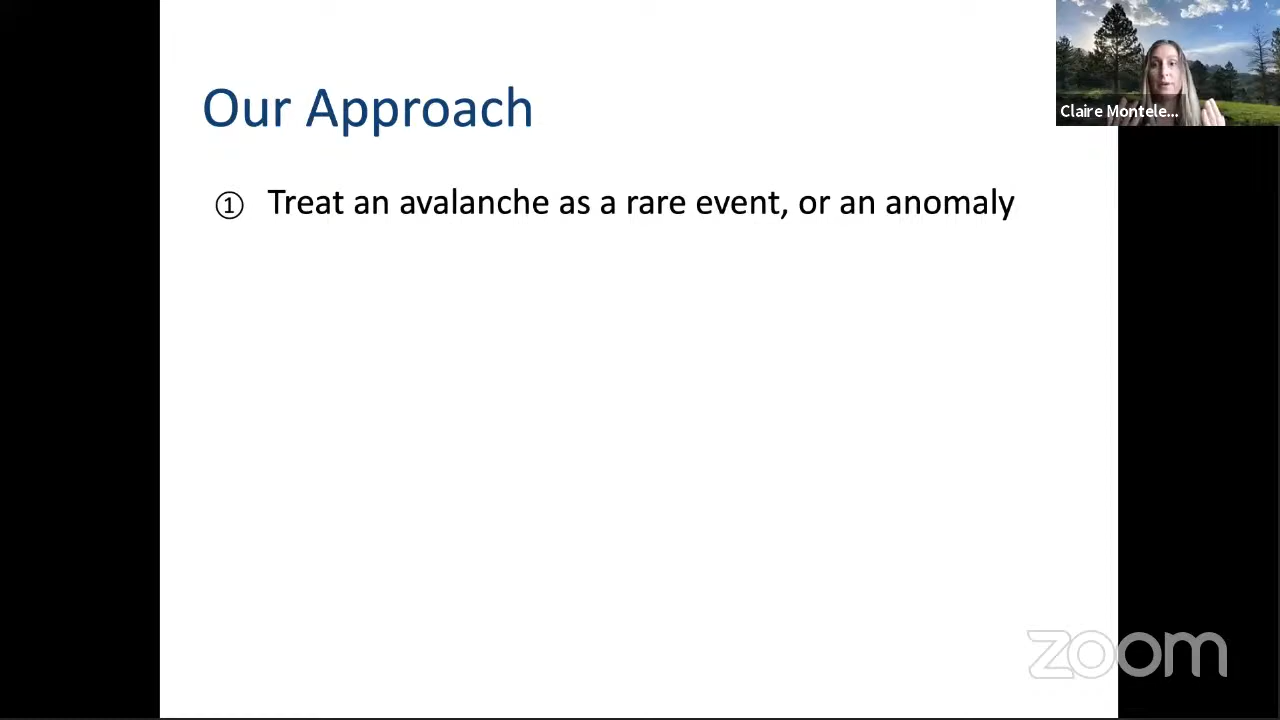 Our Approach
Claire Montele...
① Treat an avalanche as a rare event, or an anomaly
zoom